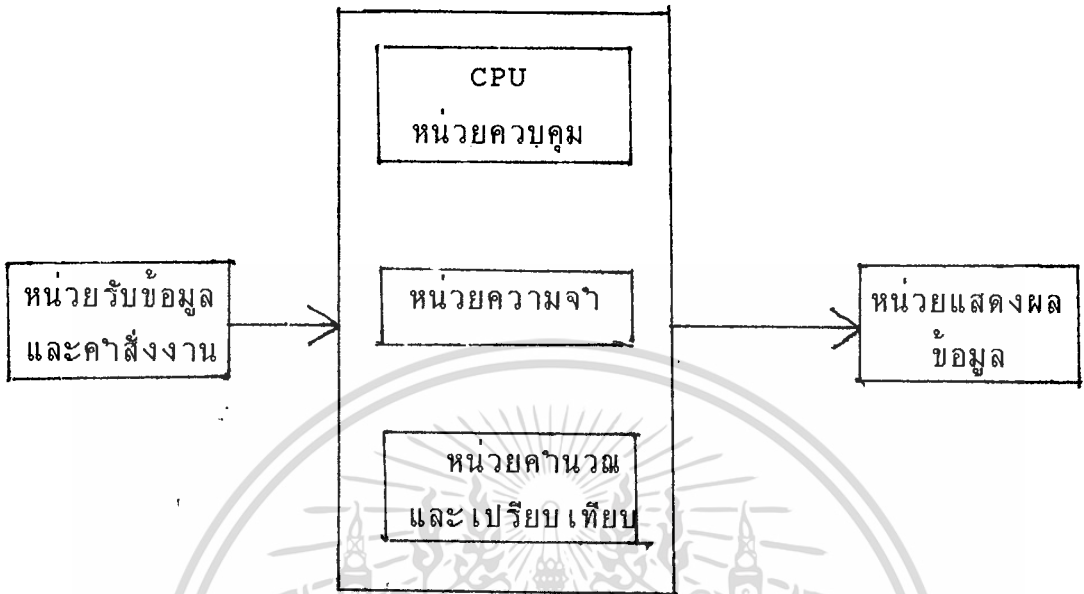 CPU
หน่วยควบคุม
หน่วยรับข้อมูล
และคำสั่งงาน
หน่วยความจำ
หน่วยคำนวณ
และเปรียบเทียบ
หน่วยแสดงผล
ข้อมูล